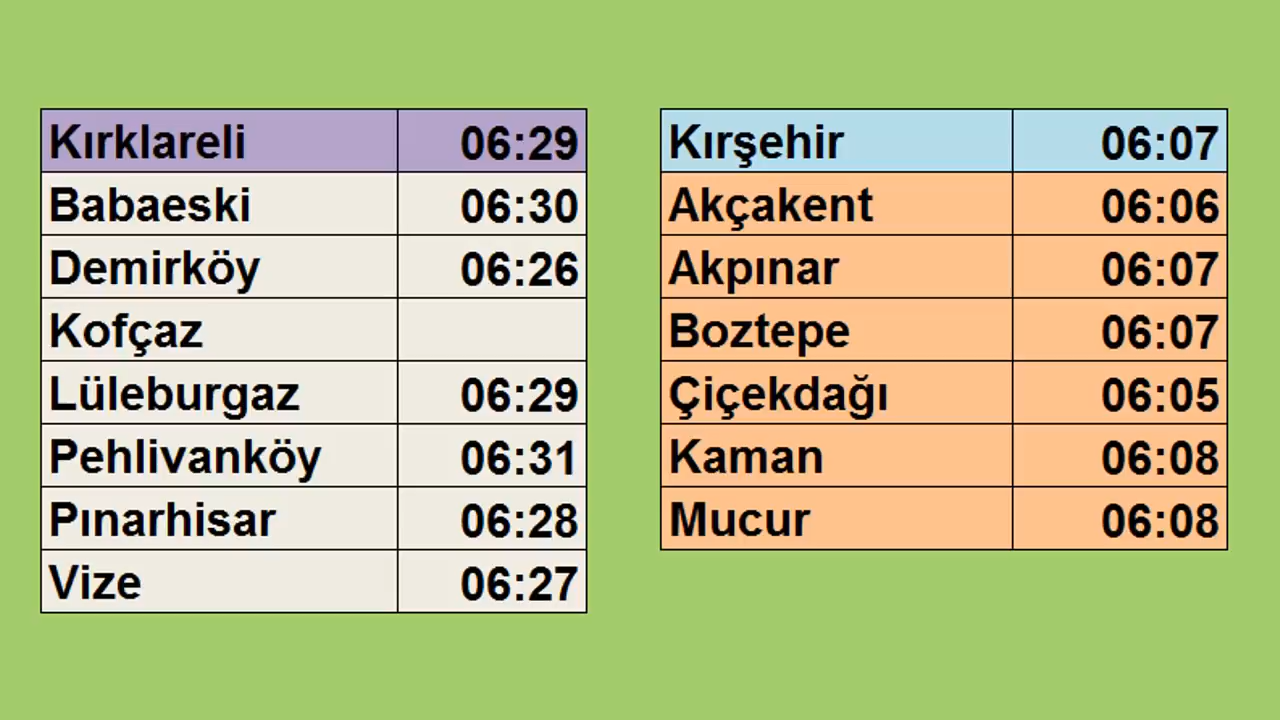 Kırklareli 06:29
Babaeski 06:30
Demirköy 06:26
Kofçaz
Lüleburgaz 06:29
Pehlivanköy 06:31
Pınarhisar 06:28
Vize 06:27
Kırşehir 06:07
Akçakent 06:06
Akpınar 06:07
Boztepe 06:07
Çiçekdağı 06:05
Kaman 06:08
Mucur 06:08